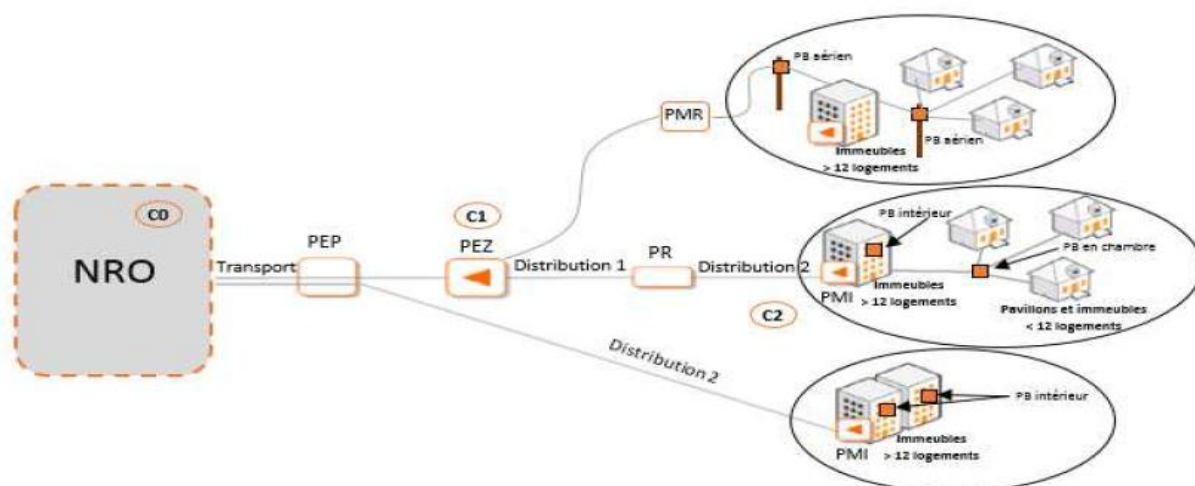 PB aérien
PMR
PB aérien
Immeubles
> 12 logements
C0
C1
PB intérieur
NRO
Transport
PEP
PEZ
Distribution 1
PR
Distribution 2
PB en chambre
PMI
Immeubles
> 12 logements
C2
Pavillons et immeubles
< 12 logements
Distribution 2
PB intérieur
PMI
Immeubles
> 12 logements